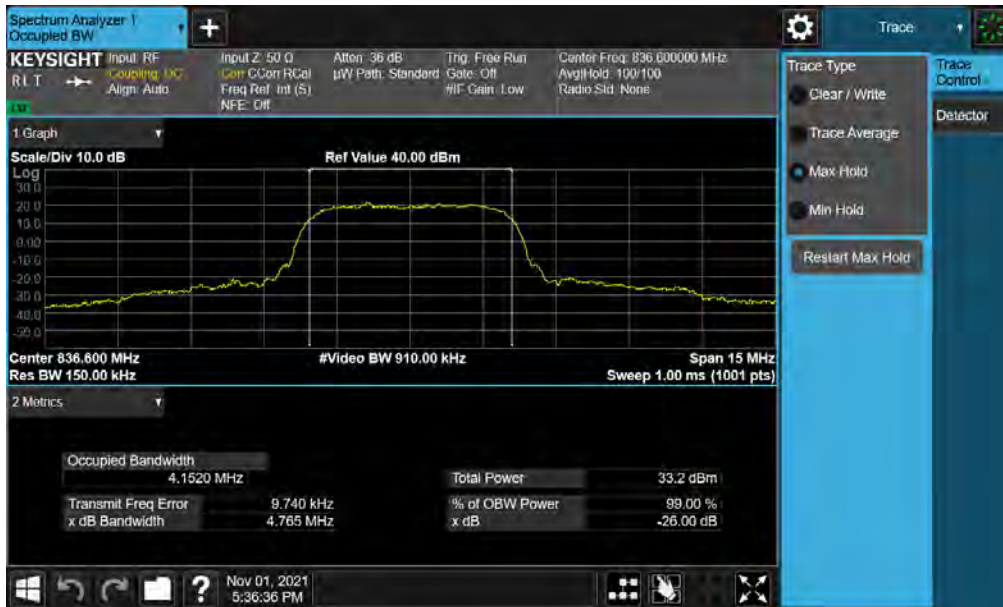 Spectrum Analyzer 1
Occupied BW
+
Trace
KEYSIGHT
R L T
Input: RF
Coupling: DC
Align: Auto
Input Z: 50 Ω
Corr CCorr RCal
Freq Ref: Int (S)
NFE: Off
Atten: 36 dB
µW Path: Standard
Trig: Free Run
Gate: Off
#IF Gain: Low
Center Freq: 836.600000 MHz
Avg|Hold: 100/100
Radio Std: None
1 Graph
Scale/Div 10.0 dB
Ref Value 40.00 dBm
Log
30.0
20.0
10.0
0.00
-10.0
-20.0
-30.0
-40.0
-50.0
Center 836.600 MHz
#Video BW 910.00 kHz
Span 15 MHz
Res BW 150.00 kHz
Sweep 1.00 ms (1001 pts)
2 Metrics
Occupied Bandwidth
4.1520 MHz
Total Power 33.2 dBm
Transmit Freq Error 9.740 kHz
% of OBW Power 99.00 %
x dB Bandwidth 4.765 MHz
x dB -26.00 dB
Trace Type
Clear / Write
Trace Average
Max Hold
Min Hold
Restart Max Hold
Trace
Control
Detector
?
Nov 01, 2021
5:36:36 PM